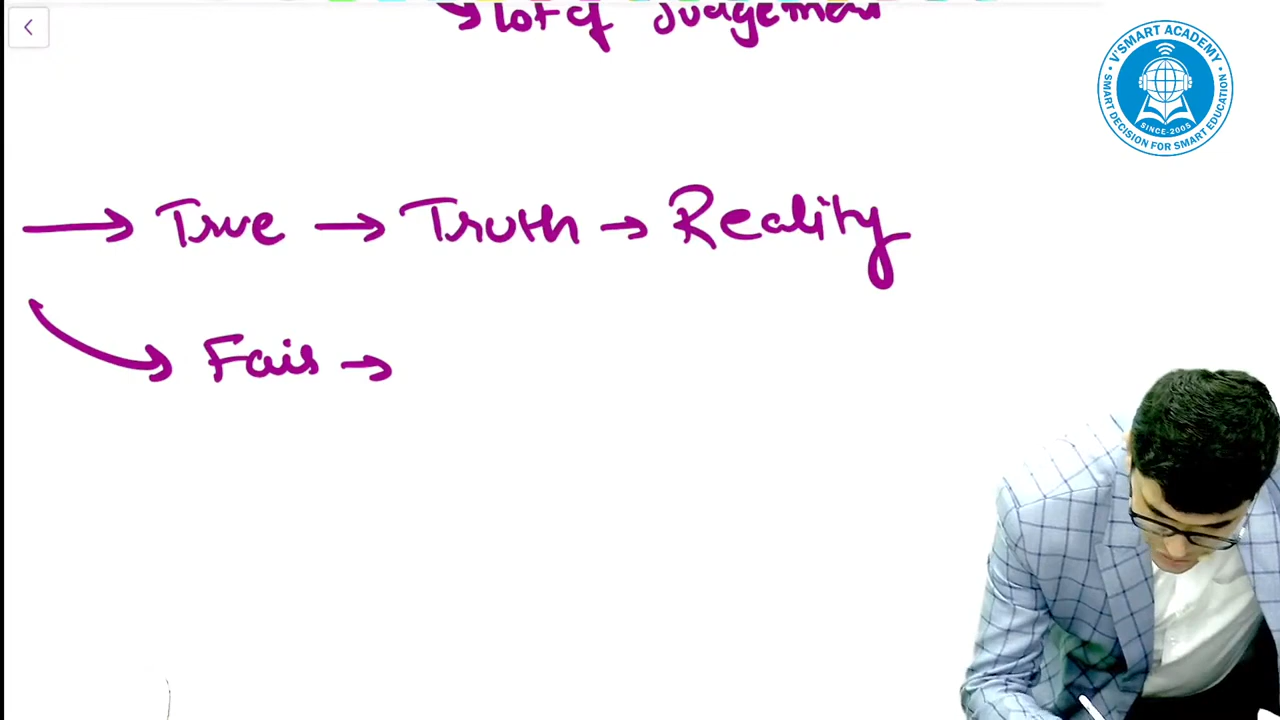 lot of Judgement
→ True → Truth → Reality
→ Fair →
V'SMART ACADEMY
SMART DECISION FOR SMART EDUCATION
SINCE-2005